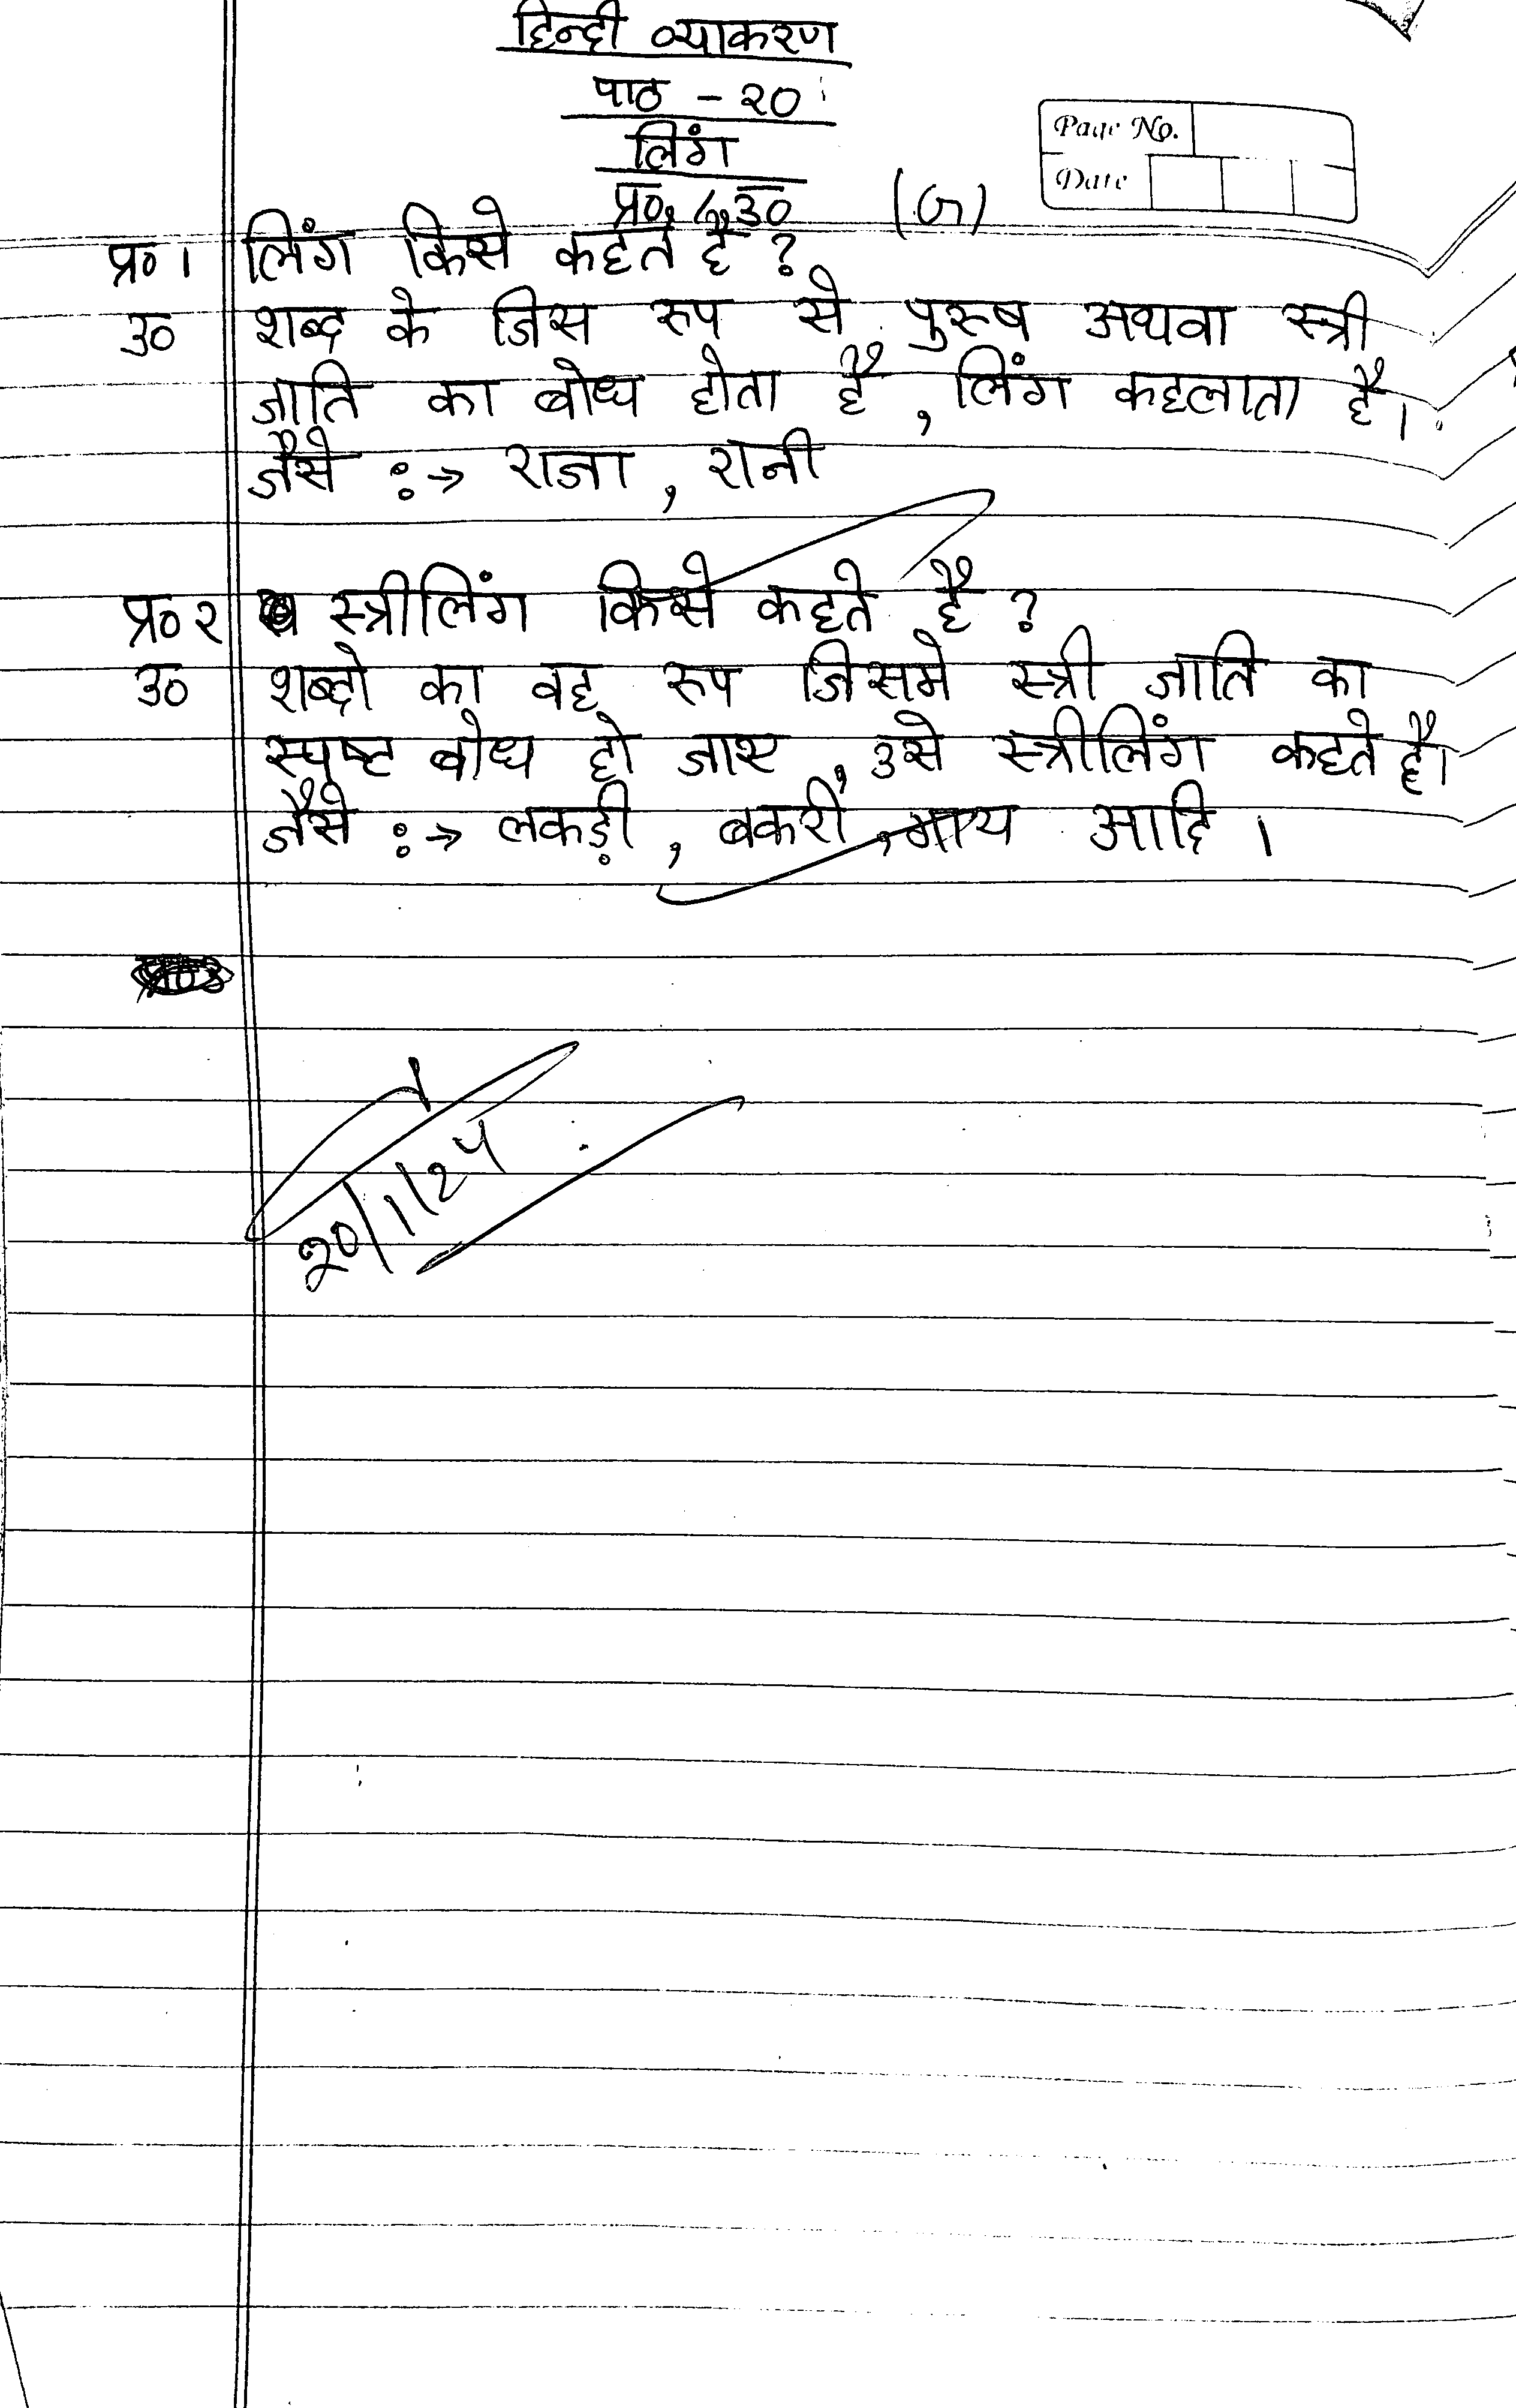 हिन्दी व्याकरण
पाठ - २०
लिंग
Page No.
Date
प्र०, उ०
प्र० १ लिंग किसे कहते है ?
उ० शब्द के जिस रूप से पुरूष अथवा स्त्री
जाति का बोध होता है , लिंग कहलाता है।
जैसे :→ राजा , रानी
प्र० २ स्त्रीलिंग किसे कहते है ?
उ० शब्दो का वह रूप जिसमे स्त्री जाति का
स्पष्ट बोध हो जाए , उसे स्त्रीलिंग कहते है।
जैसे :→ लकड़ी , बकरी , गाय आदि ।
20/1/24